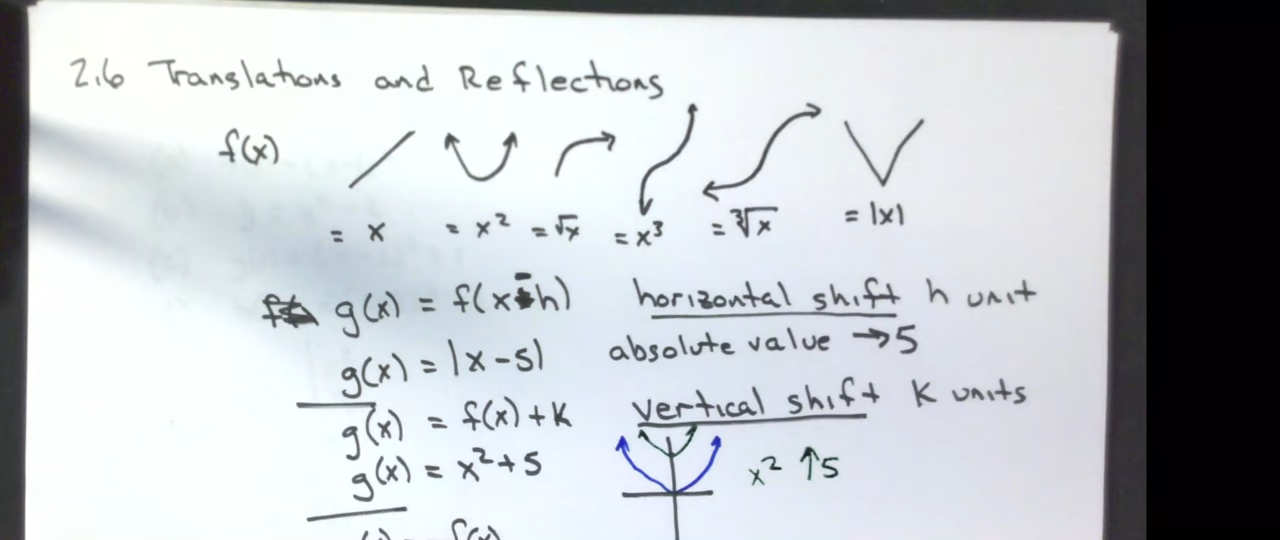 2.6 Translations and Reflections
f(x)
= x = x² = √x = x³ = ∛x = |x|
g(x) = f(x-h) horizontal shift h unit
g(x) = |x-5| absolute value →5
g(x) = f(x)+K vertical shift K units
g(x) = x²+5 x² ↑5